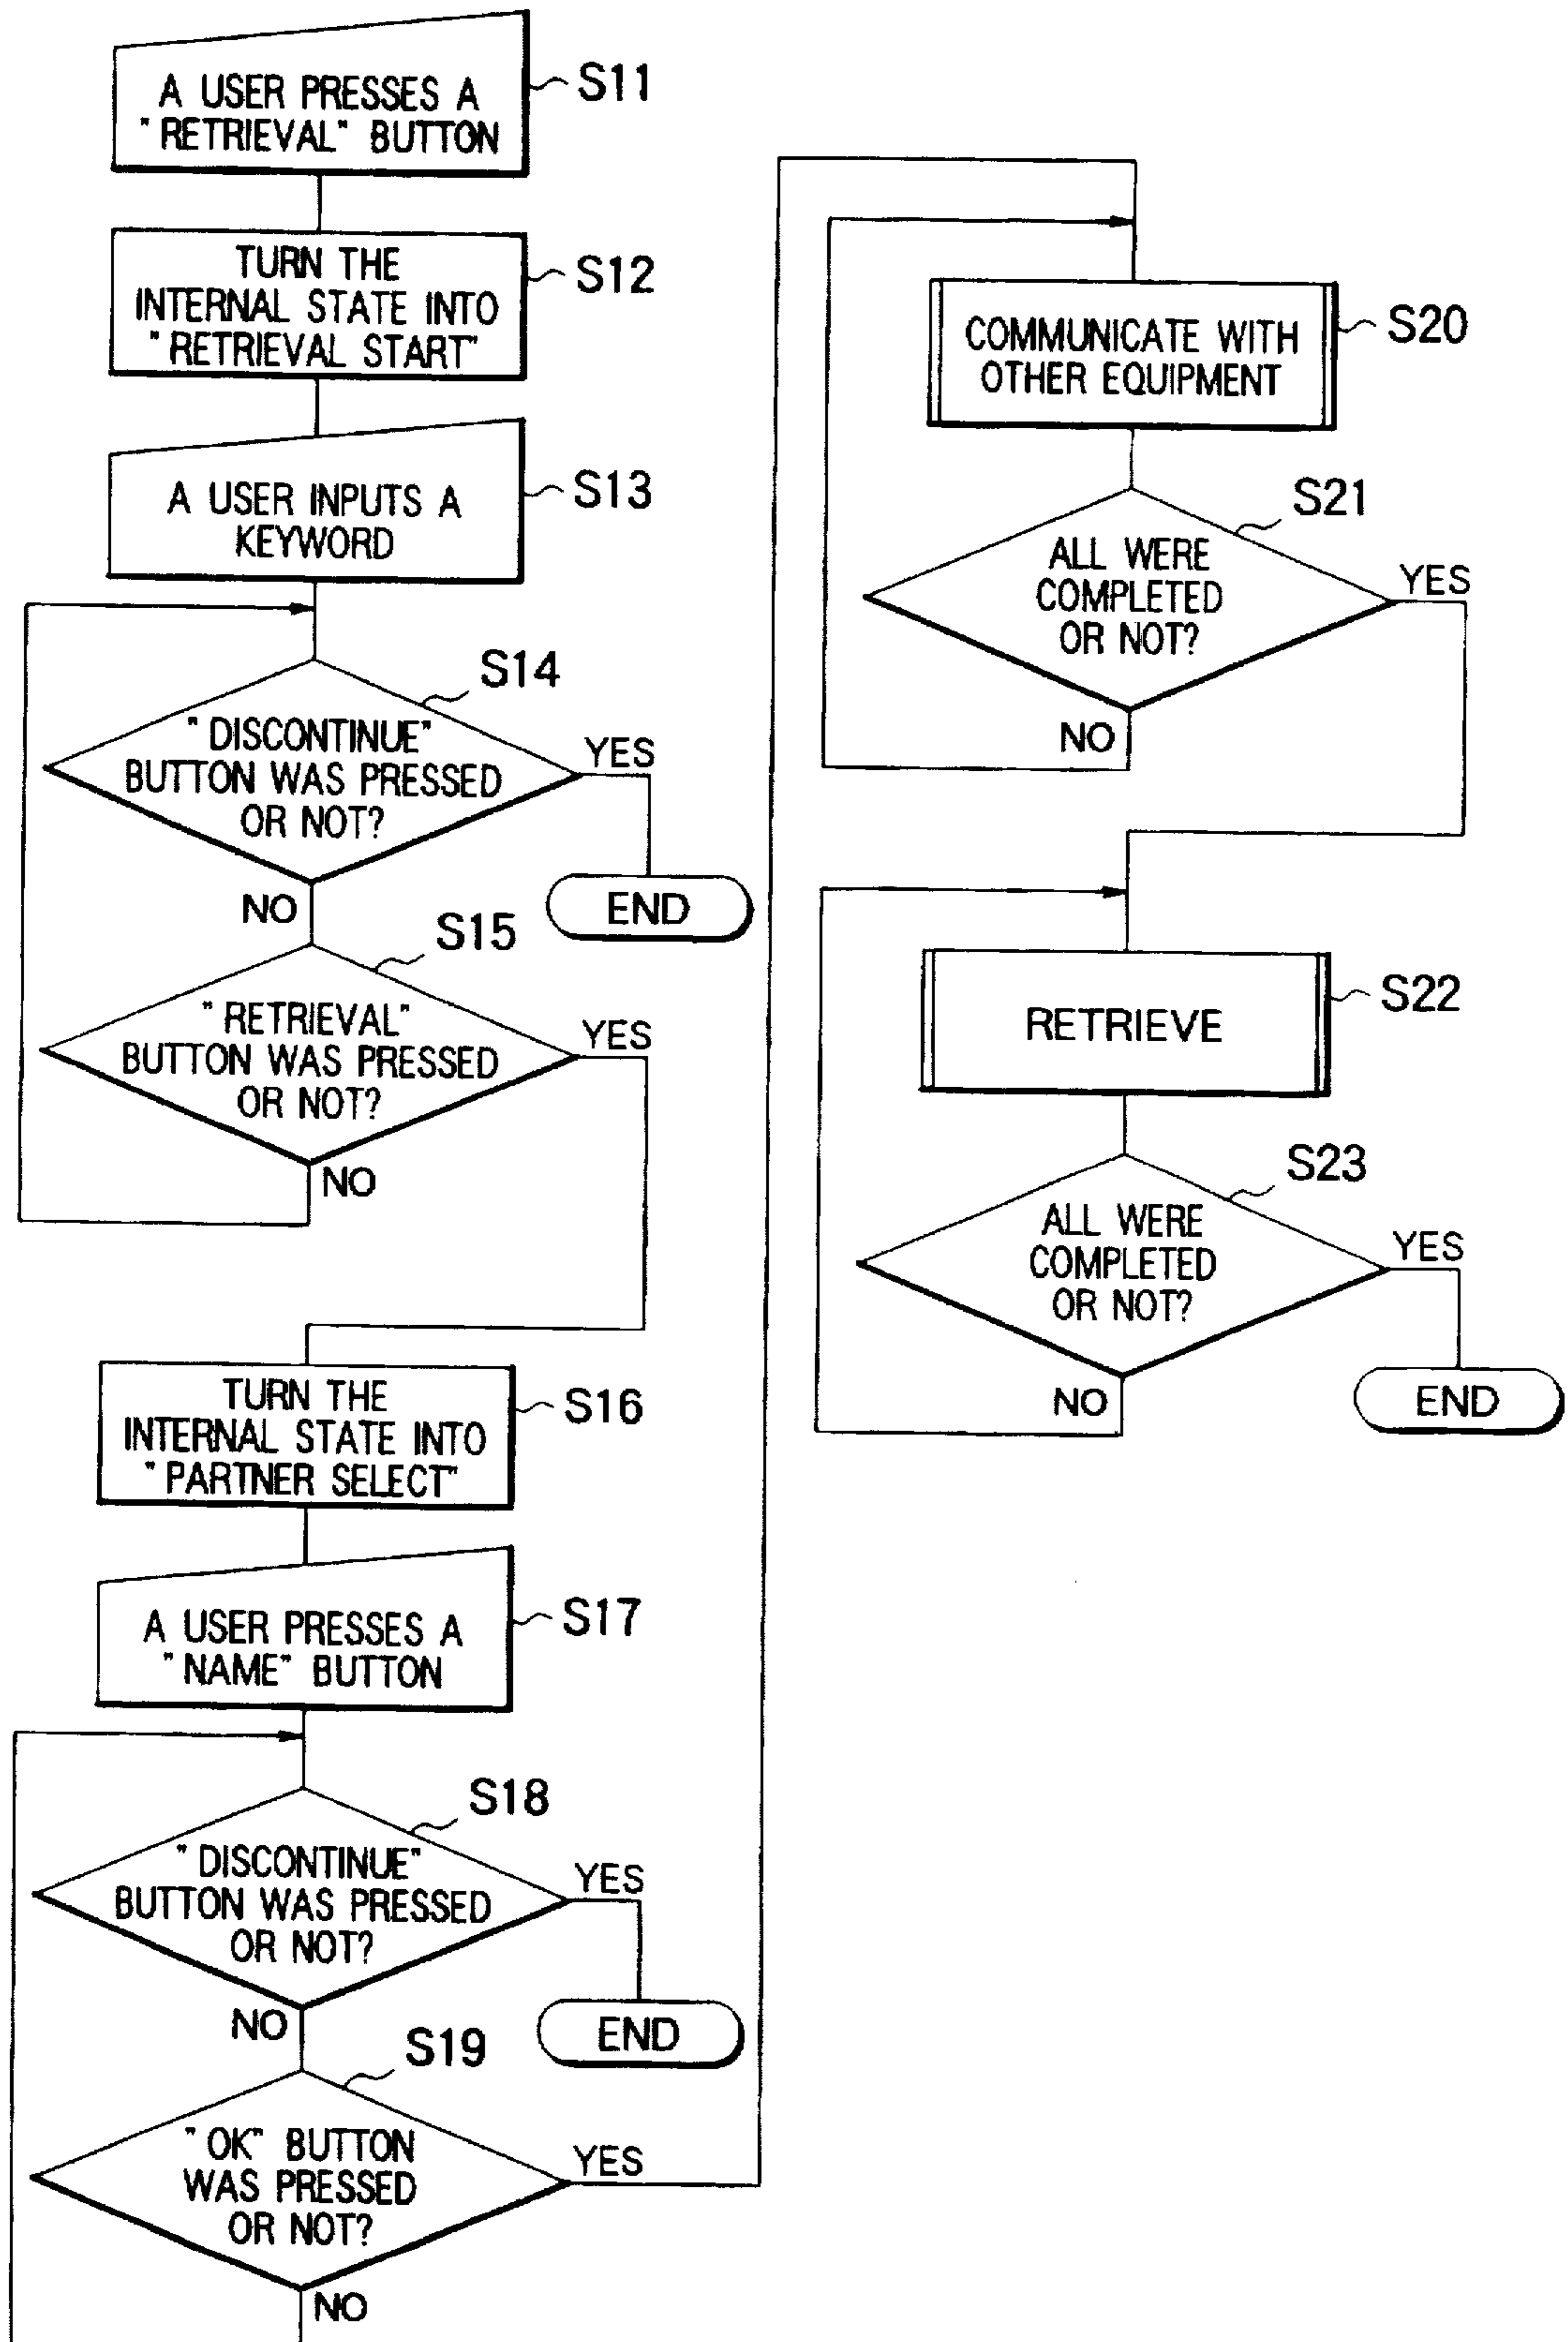 A USER PRESSES A
"RETRIEVAL" BUTTON
S11
TURN THE
INTERNAL STATE INTO
"RETRIEVAL START"
S12
A USER INPUTS A
KEYWORD
S13
S14
"DISCONTINUE"
BUTTON WAS PRESSED
OR NOT?
YES
NO
END
S15
"RETRIEVAL"
BUTTON WAS PRESSED
OR NOT?
YES
NO
TURN THE
INTERNAL STATE INTO
"PARTNER SELECT"
S16
A USER PRESSES A
"NAME" BUTTON
S17
S18
"DISCONTINUE"
BUTTON WAS PRESSED
OR NOT?
YES
NO
END
S19
"OK" BUTTON
WAS PRESSED
OR NOT?
YES
NO
COMMUNICATE WITH
OTHER EQUIPMENT
S20
S21
ALL WERE
COMPLETED
OR NOT?
YES
NO
RETRIEVE
S22
S23
ALL WERE
COMPLETED
OR NOT?
YES
NO
END